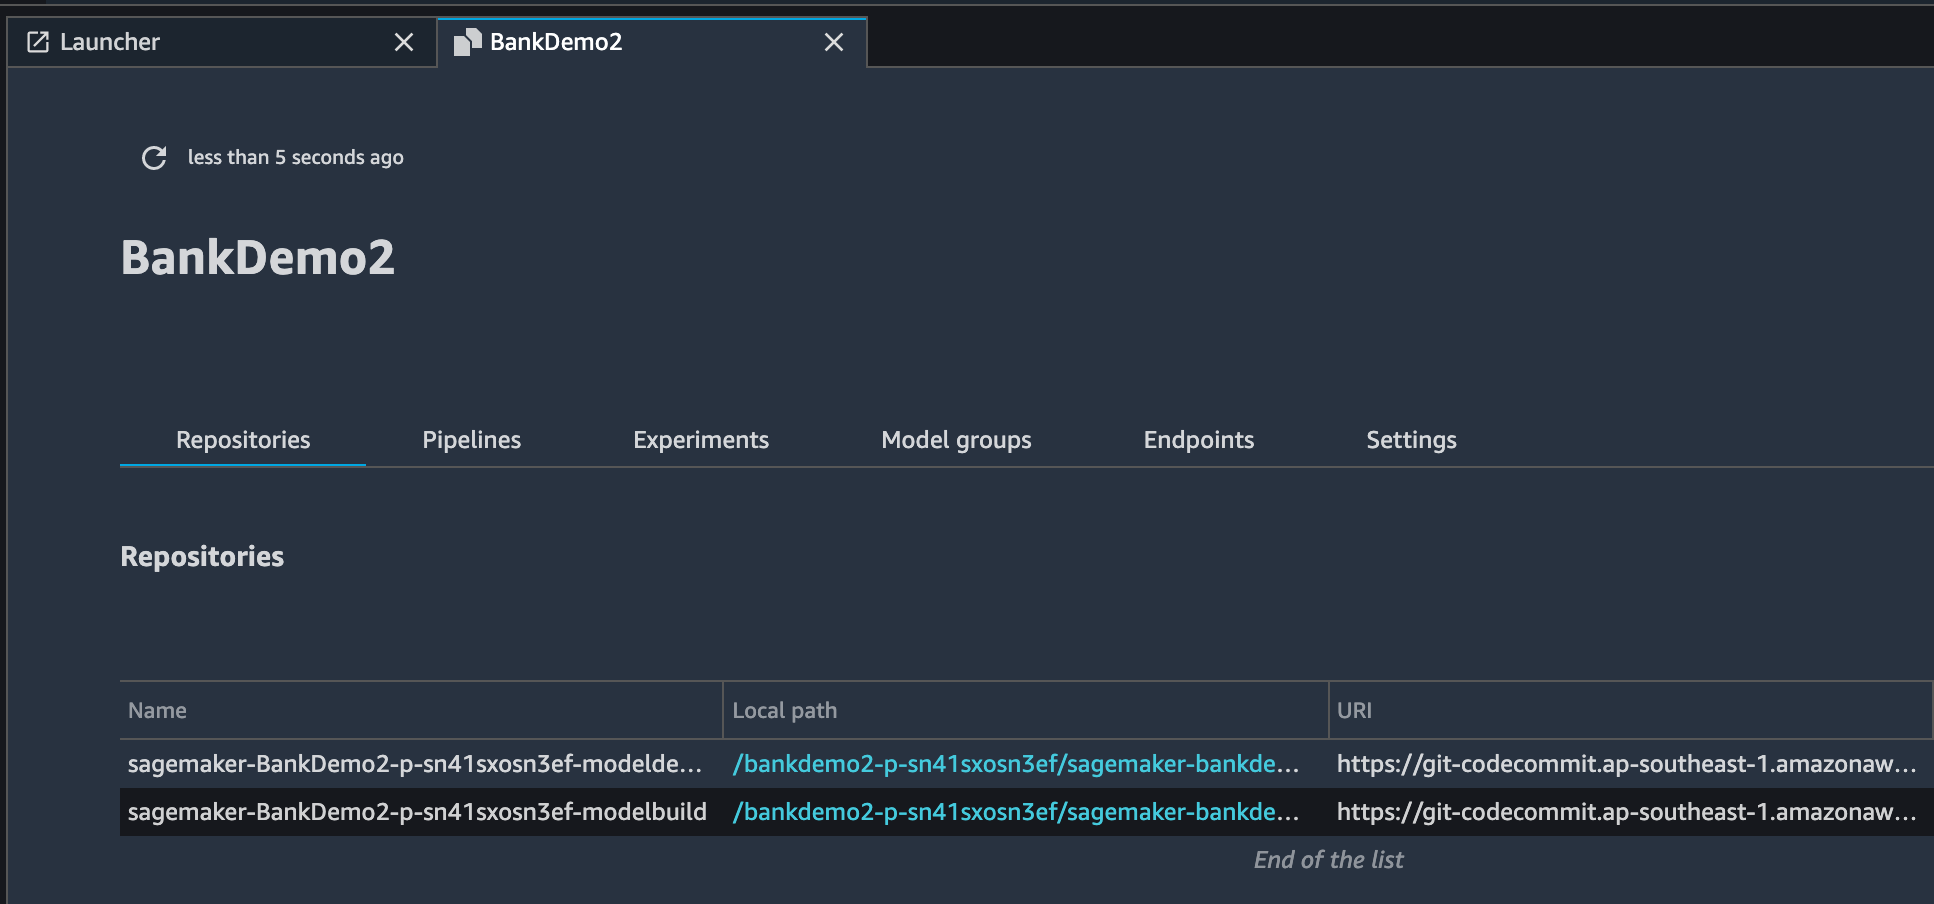 Launcher
BankDemo2
less than 5 seconds ago
BankDemo2
Repositories Pipelines Experiments Model groups Endpoints Settings
Repositories
Name Local path URI
sagemaker-BankDemo2-p-sn41sxosn3ef-modelde... /bankdemo2-p-sn41sxosn3ef/sagemaker-bankde... https://git-codecommit.ap-southeast-1.amazonaw...
sagemaker-BankDemo2-p-sn41sxosn3ef-modelbuild /bankdemo2-p-sn41sxosn3ef/sagemaker-bankde... https://git-codecommit.ap-southeast-1.amazonaw...
End of the list